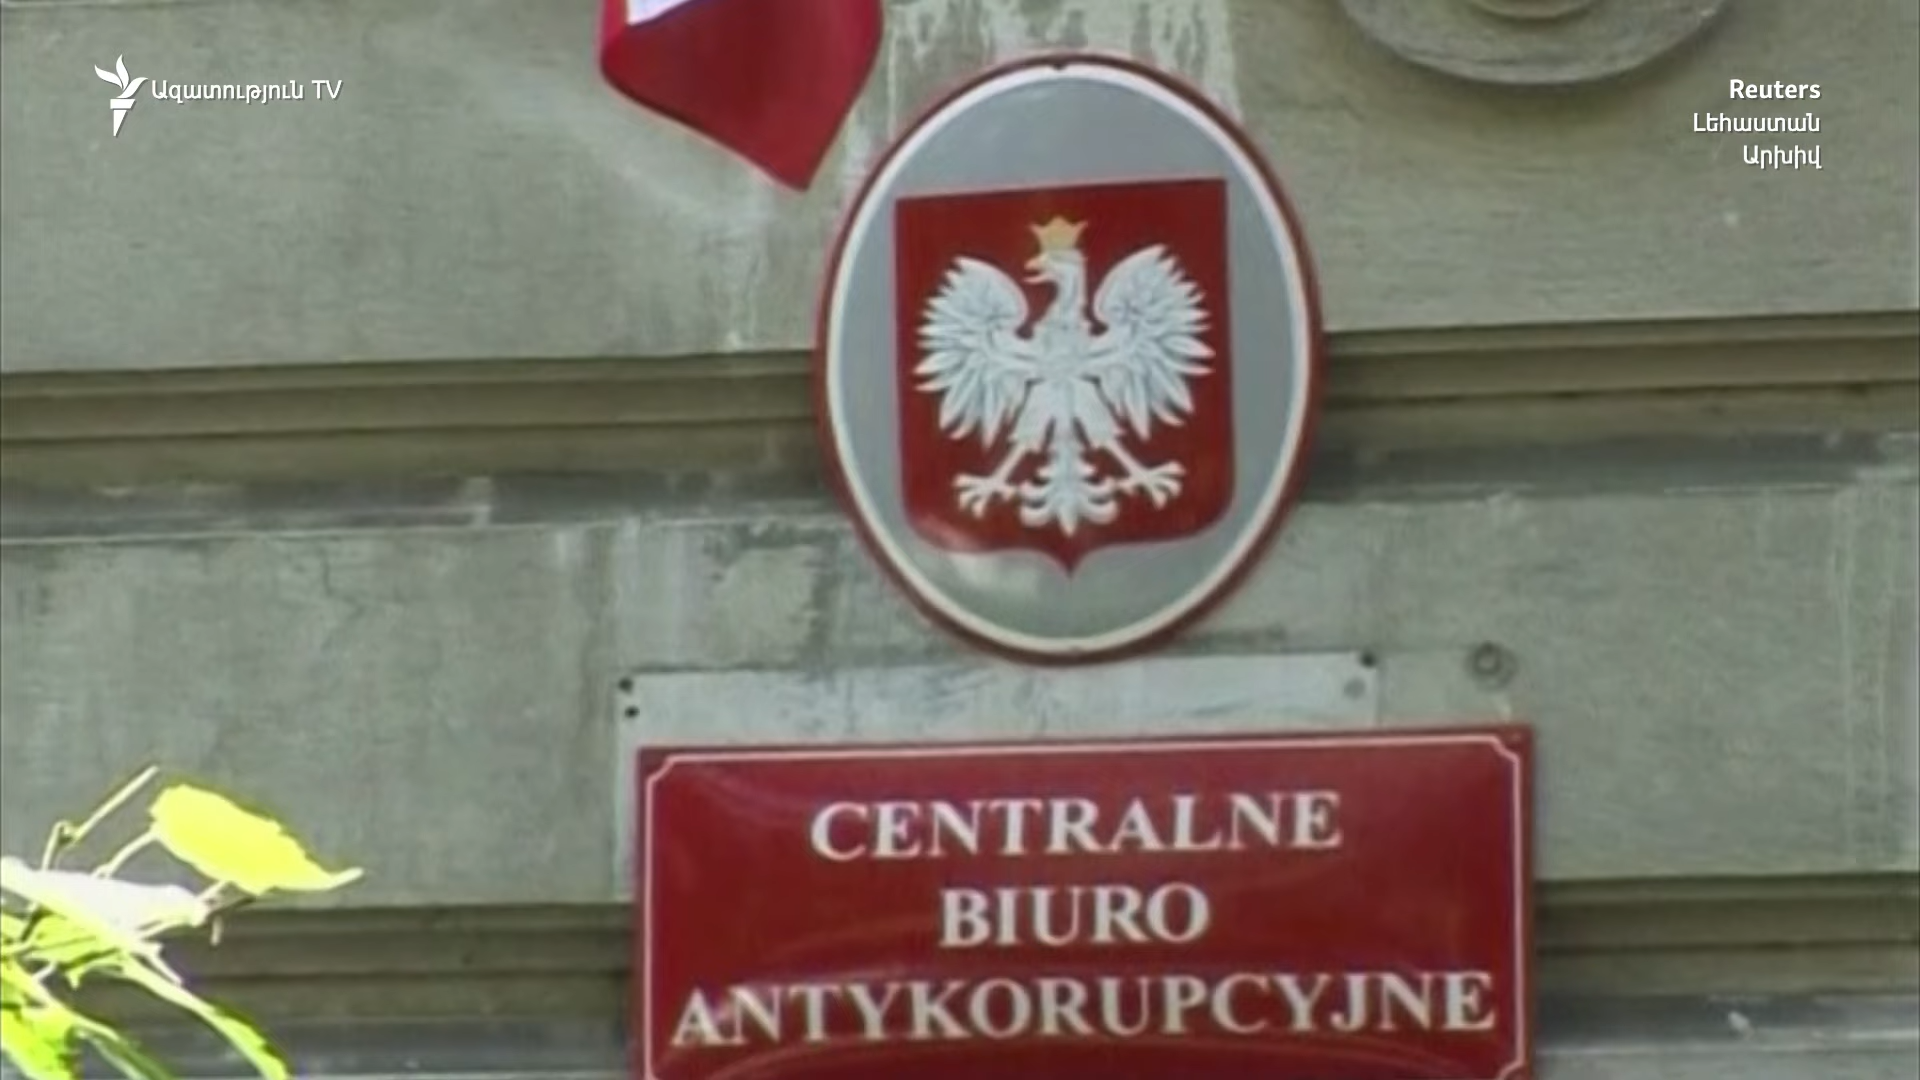 Ազատություն TV
Reuters
Լեհաստան
Արխիվ
CENTRALNE
BIURO
ANTYKORUPCYJNE